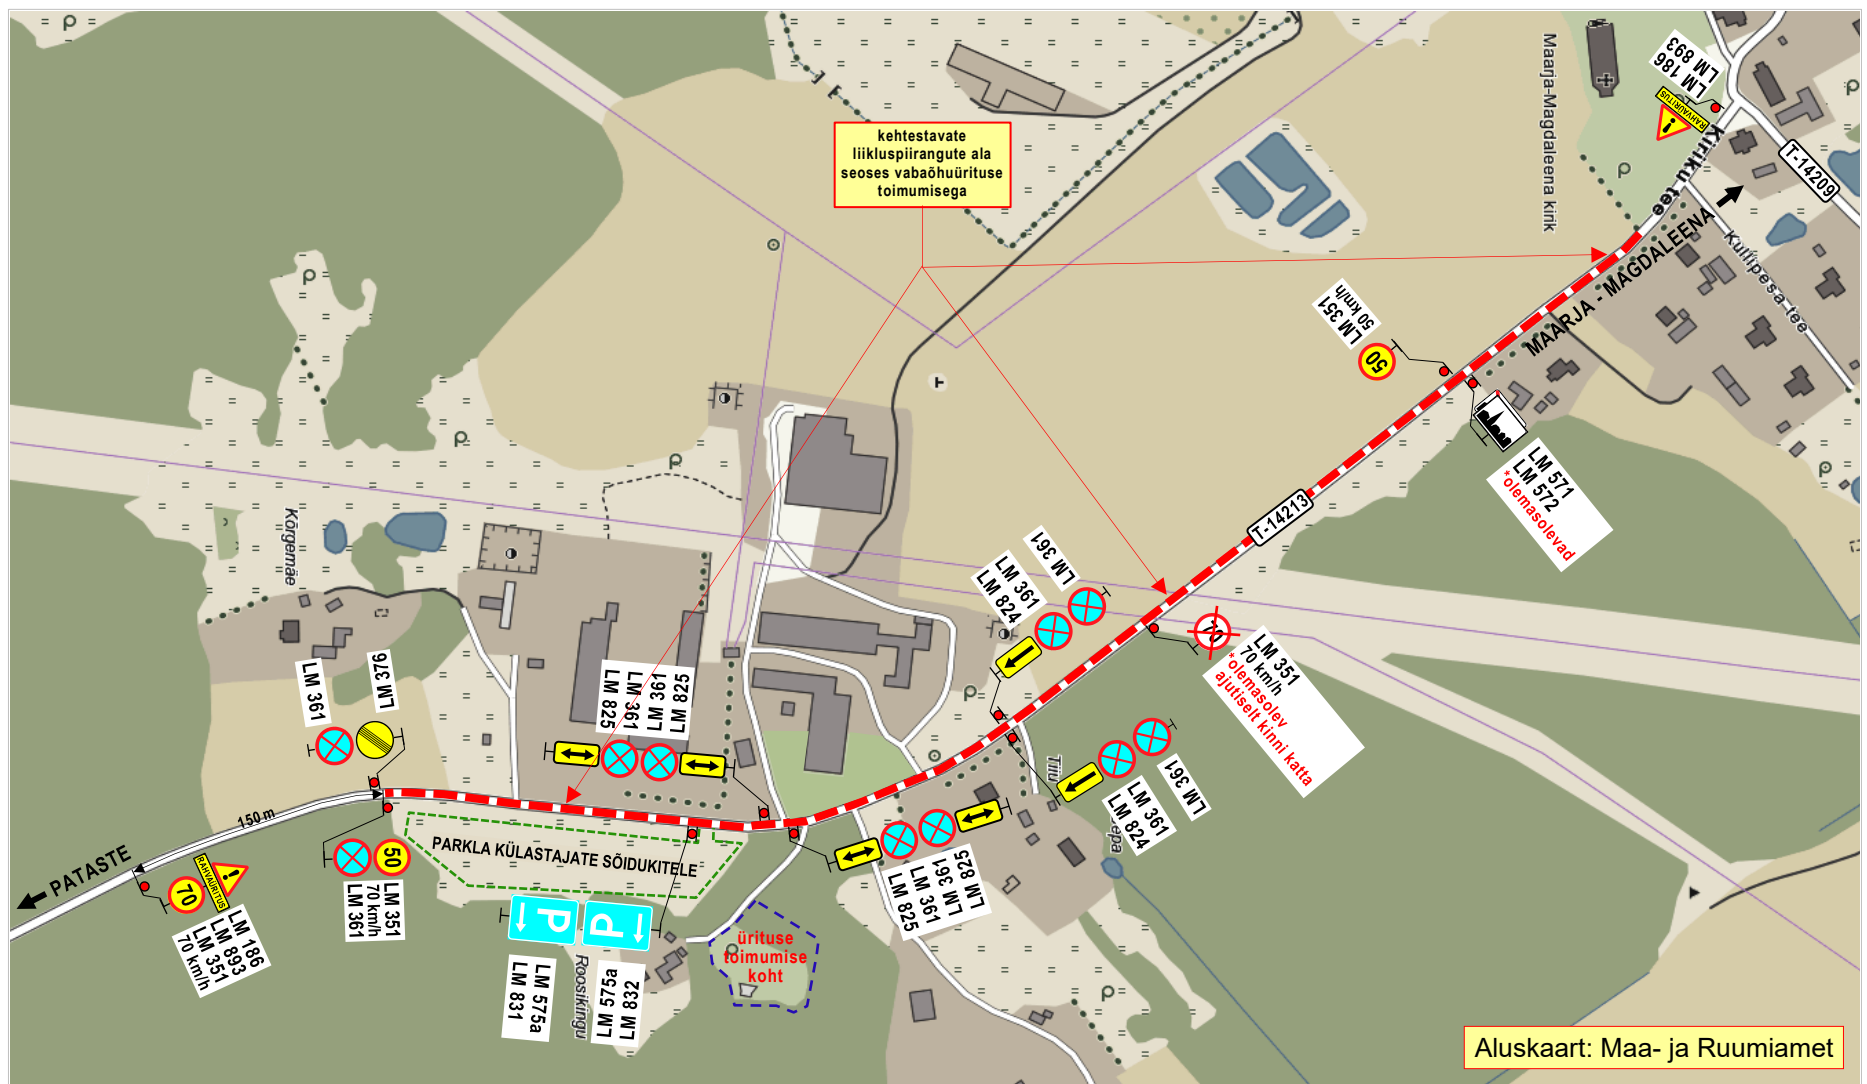 kehtestavate
liikluspiirangute ala
seoses vabaõhuürituse
toimumisega
Maarja-Magdaleena kirik
LM 186
LM 893
RAHVAÜRITUS
Kiriku tee
T-14209
Kullipesa tee
MAARJA - MAGDALEENA
LM 351
50 km/h
50
LM 571
LM 572
*olemasolevad
T-14213
LM 361
LM 361
LM 824
70
LM 351
70 km/h
*olemasolev
ajutiselt kinni katta
Kõrgemäe
LM 361
LM 376
LM 825
LM 361
LM 361
LM 825
LM 361
LM 361
LM 824
Tiitu
150 m
PATASTE
70
RAHVAÜRITUS
LM 186
LM 893
LM 351
70 km/h
50
LM 351
70 km/h
LM 361
PARKLA KÜLASTAJATE SÕIDUKITELE
LM 825
LM 361
LM 361
LM 825
P
P
LM 575a
LM 831
Roosikingu
LM 575a
LM 832
ürituse
toimumise
koht
Aluskaart: Maa- ja Ruumiamet